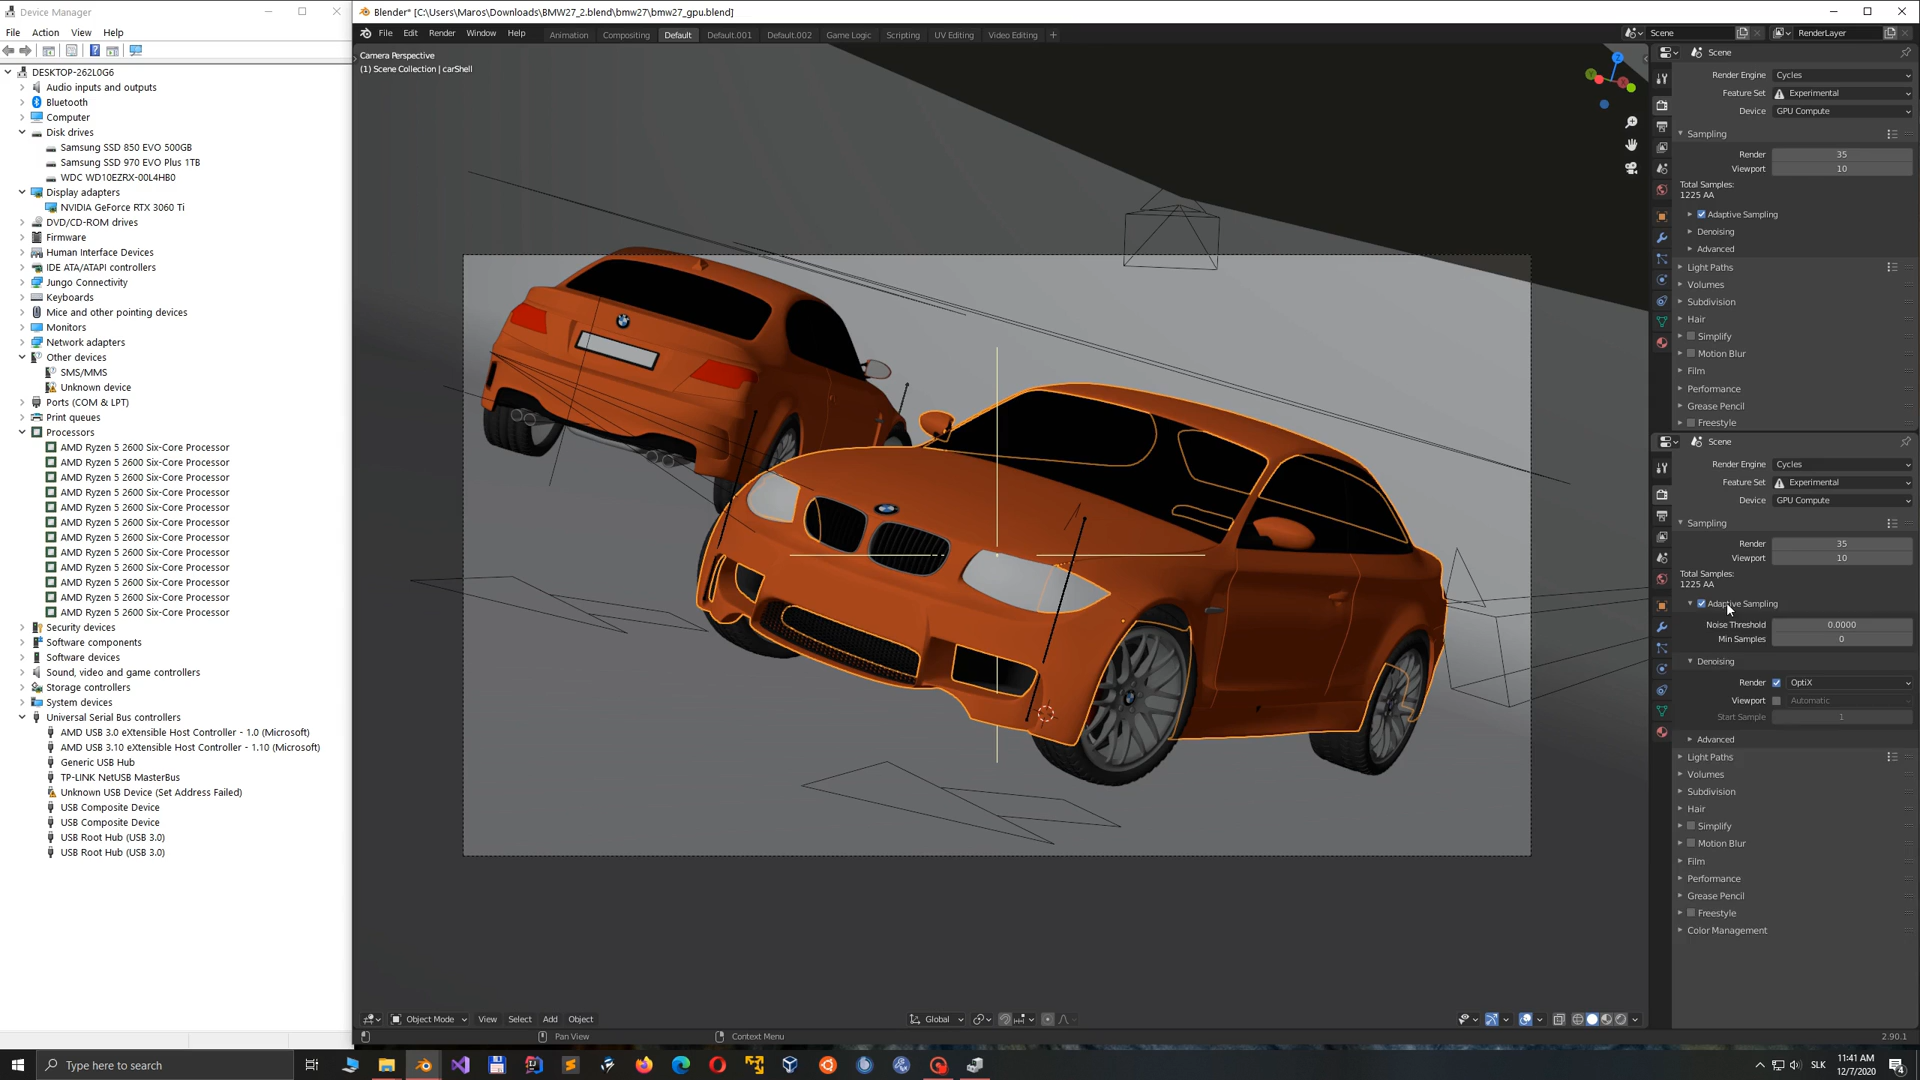 Device Manager
File Action View Help
DESKTOP-262L0G6
Audio inputs and outputs
Bluetooth
Computer
Disk drives
Samsung SSD 850 EVO 500GB
Samsung SSD 970 EVO Plus 1TB
WDC WD10EZRX-00L4HB0
Display adapters
NVIDIA GeForce RTX 3060 Ti
DVD/CD-ROM drives
Firmware
Human Interface Devices
IDE ATA/ATAPI controllers
Jungo Connectivity
Keyboards
Mice and other pointing devices
Monitors
Network adapters
Other devices
SMS/MMS
Unknown device
Ports (COM & LPT)
Print queues
Processors
AMD Ryzen 5 2600 Six-Core Processor
AMD Ryzen 5 2600 Six-Core Processor
AMD Ryzen 5 2600 Six-Core Processor
AMD Ryzen 5 2600 Six-Core Processor
AMD Ryzen 5 2600 Six-Core Processor
AMD Ryzen 5 2600 Six-Core Processor
AMD Ryzen 5 2600 Six-Core Processor
AMD Ryzen 5 2600 Six-Core Processor
AMD Ryzen 5 2600 Six-Core Processor
AMD Ryzen 5 2600 Six-Core Processor
AMD Ryzen 5 2600 Six-Core Processor
AMD Ryzen 5 2600 Six-Core Processor
Security devices
Software components
Software devices
Sound, video and game controllers
Storage controllers
System devices
Universal Serial Bus controllers
AMD USB 3.0 eXtensible Host Controller - 1.0 (Microsoft)
AMD USB 3.10 eXtensible Host Controller - 1.10 (Microsoft)
Generic USB Hub
TP-LINK NetUSB MasterBus
Unknown USB Device (Set Address Failed)
USB Composite Device
USB Composite Device
USB Root Hub (USB 3.0)
USB Root Hub (USB 3.0)
Blender* [C:\Users\Maros\Downloads\BMW27_2.blend\bmw27\bmw27_gpu.blend]
File Edit Render Window Help Animation Compositing Default Default.001 Default.002 Game Logic Scripting UV Editing Video Editing + Scene RenderLayer
Camera Perspective
(1) Scene Collection | carShell
Scene
Render Engine Cycles
Feature Set Experimental
Device GPU Compute
Sampling
Render 35
Viewport 10
Total Samples:
1225 AA
Adaptive Sampling
Denoising
Advanced
Light Paths
Volumes
Subdivision
Hair
Simplify
Motion Blur
Film
Performance
Grease Pencil
Freestyle
Scene
Render Engine Cycles
Feature Set Experimental
Device GPU Compute
Sampling
Render 35
Viewport 10
Total Samples:
1225 AA
Adaptive Sampling
Noise Threshold 0.0000
Min Samples 0
Denoising
Render OptiX
Viewport Automatic
Start Sample 1
Advanced
Light Paths
Volumes
Subdivision
Hair
Simplify
Motion Blur
Film
Performance
Grease Pencil
Freestyle
Color Management
Object Mode View Select Add Object Global
Pan View Context Menu 2.90.1
Type here to search
SLK
11:41 AM
12/7/2020
4